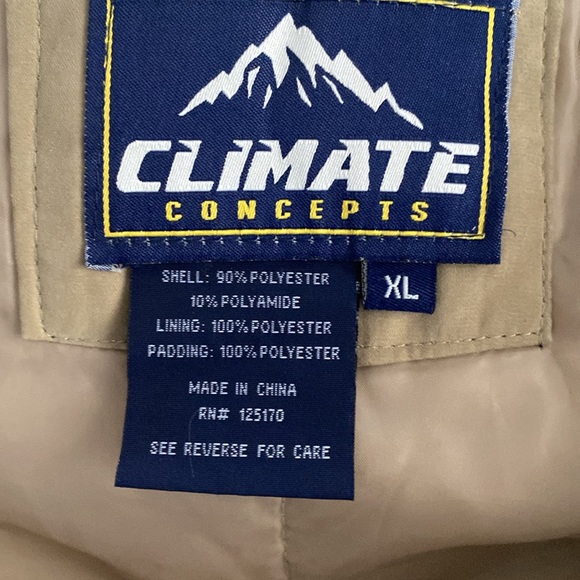 CLIMATE
CONCEPTS
XL
SHELL: 90% POLYESTER
10% POLYAMIDE
LINING: 100% POLYESTER
PADDING: 100% POLYESTER
MADE IN CHINA
RN# 125170
SEE REVERSE FOR CARE